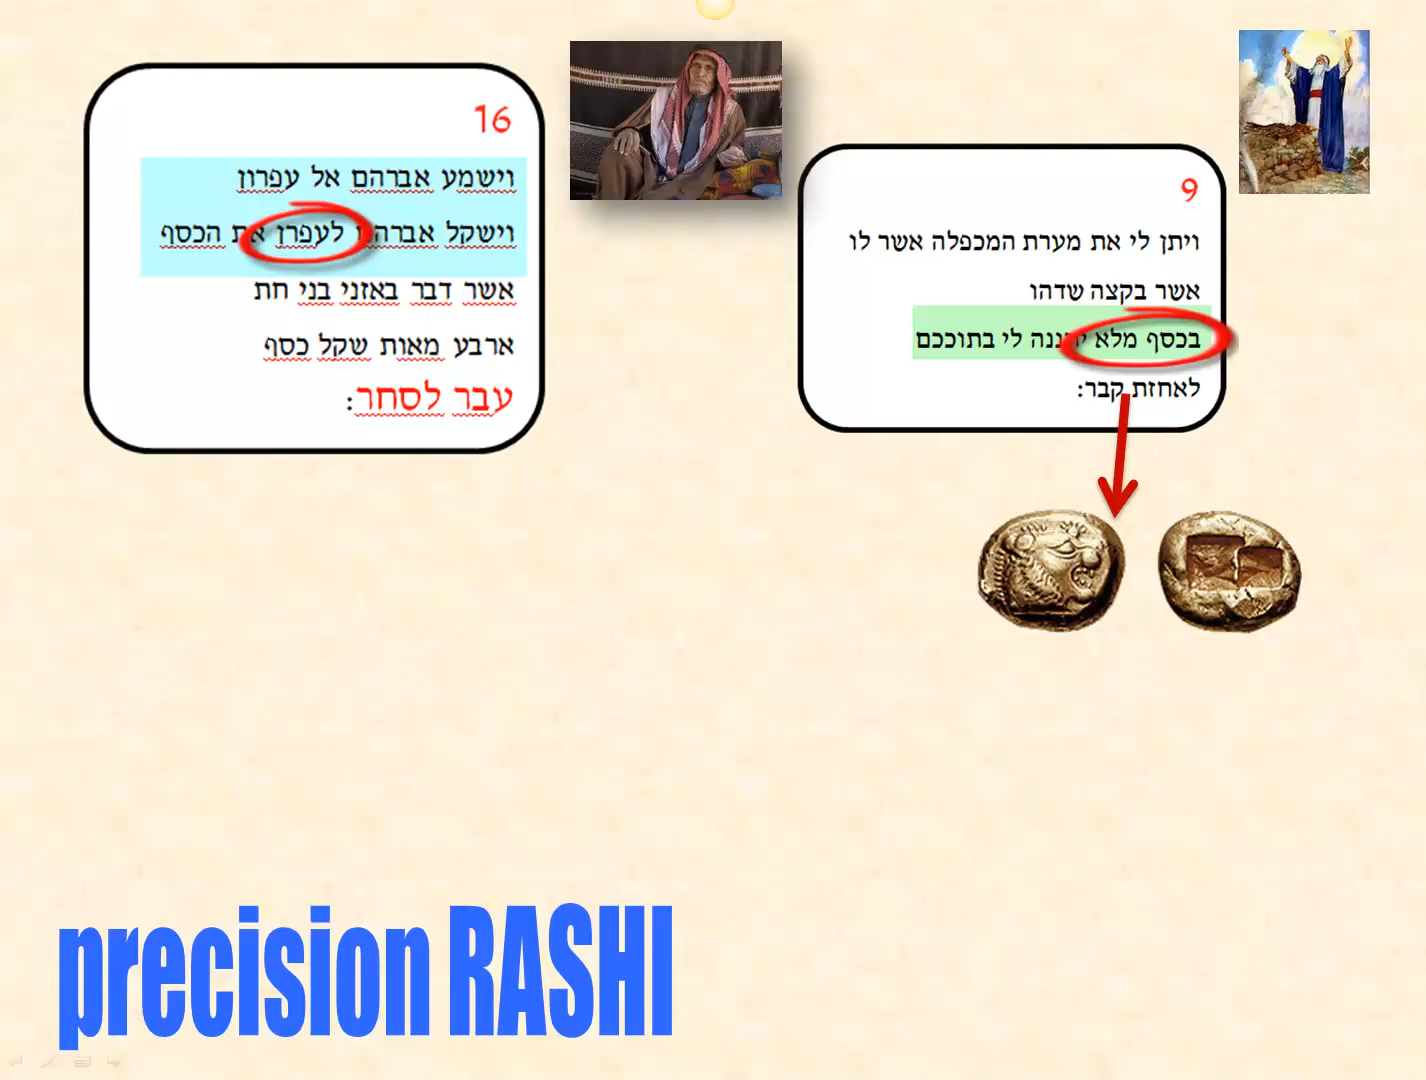 16
וישמע אברהם אל עפרון
וישקל אברהם לעפרן את הכסף
אשר דבר באזני בני חת
ארבע מאות שקל כסף
עבר לסחר:
9
ויתן לי את מערת המכפלה אשר לו
אשר בקצה שדהו
בכסף מלא יתננה לי בתוככם
לאחזת קבר:
precision RASHI